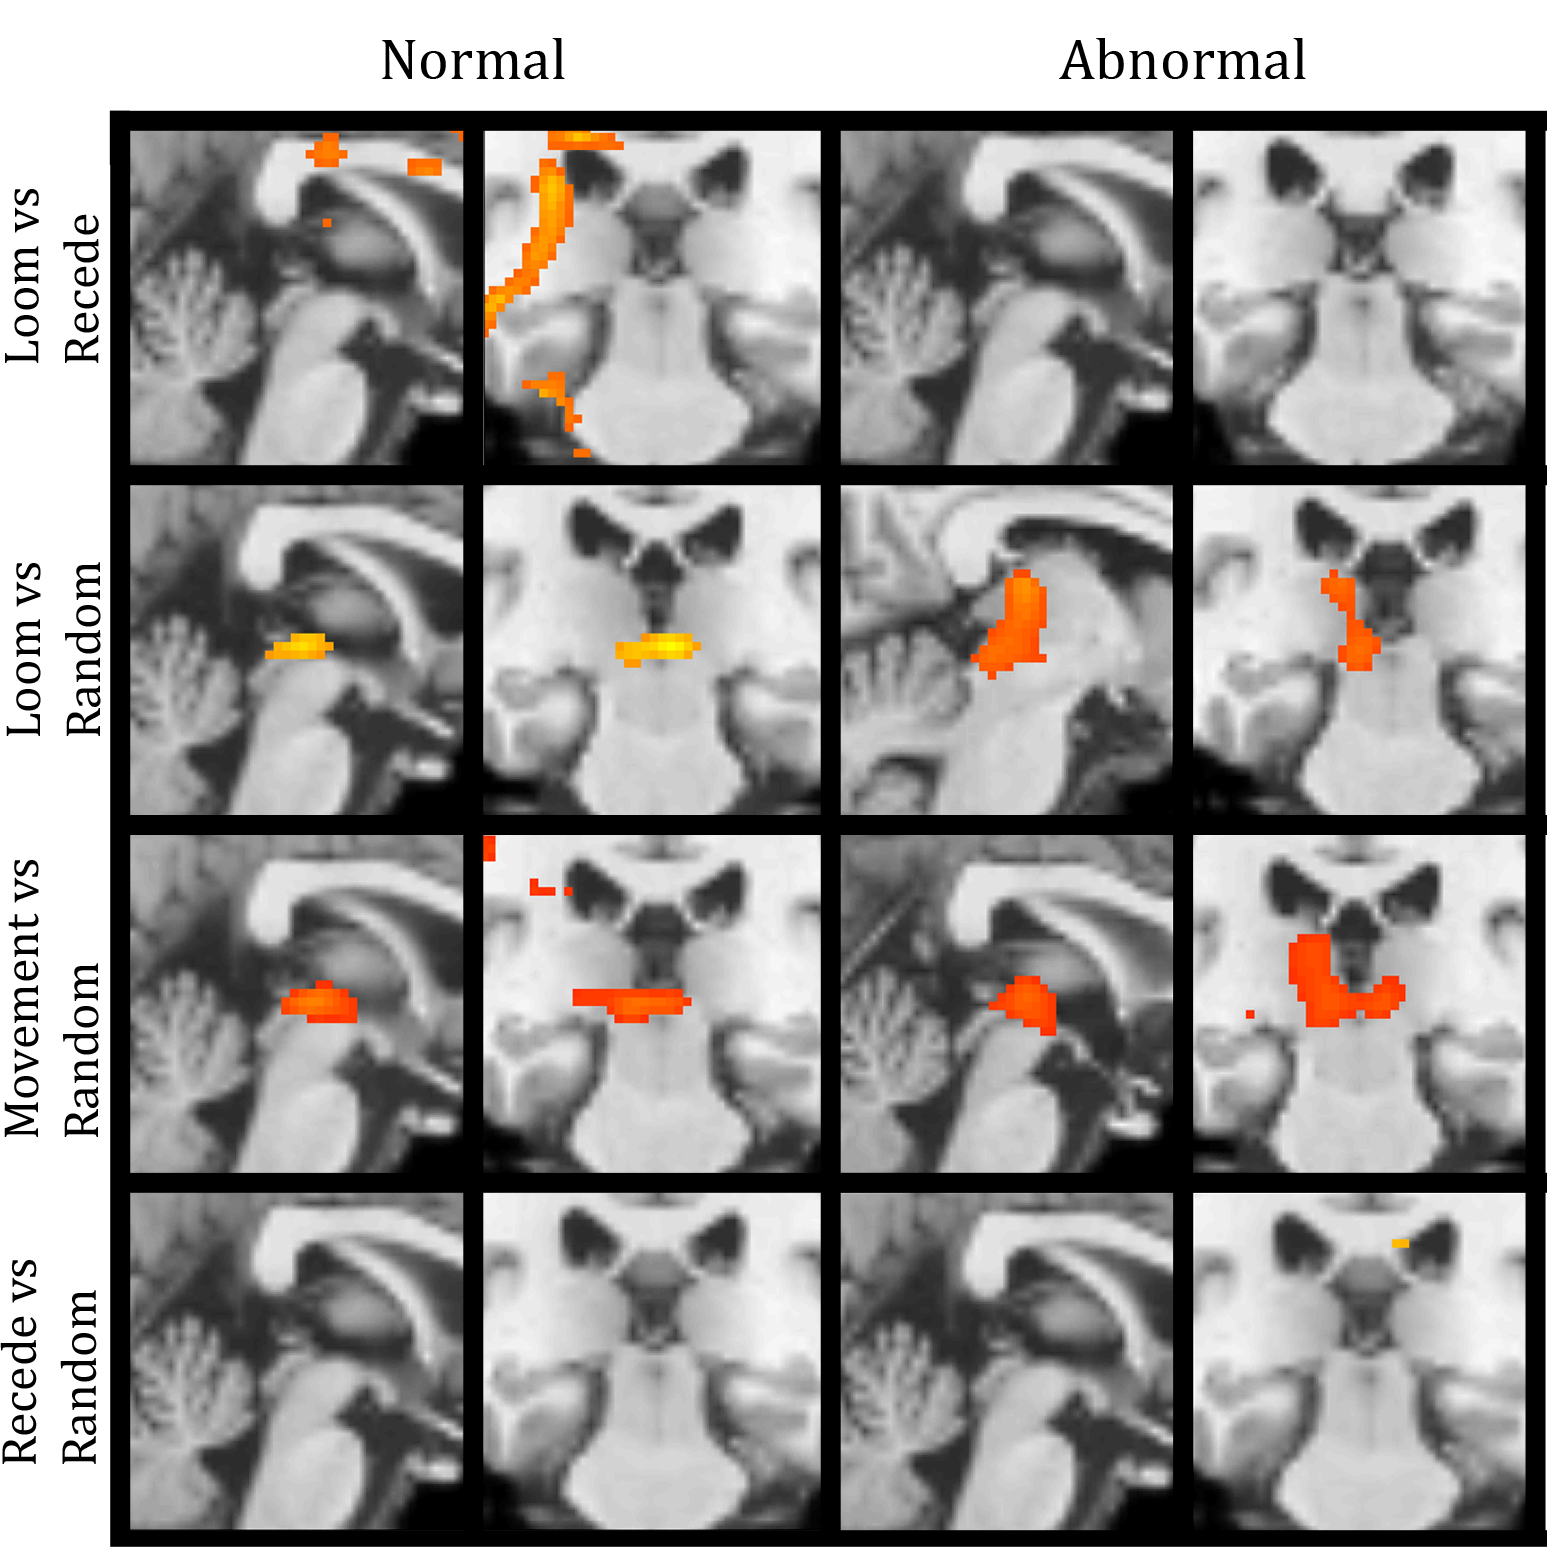 Normal
Abnormal
Loom vs
Recede
Loom vs
Random
Movement vs
Random
Recede vs
Random